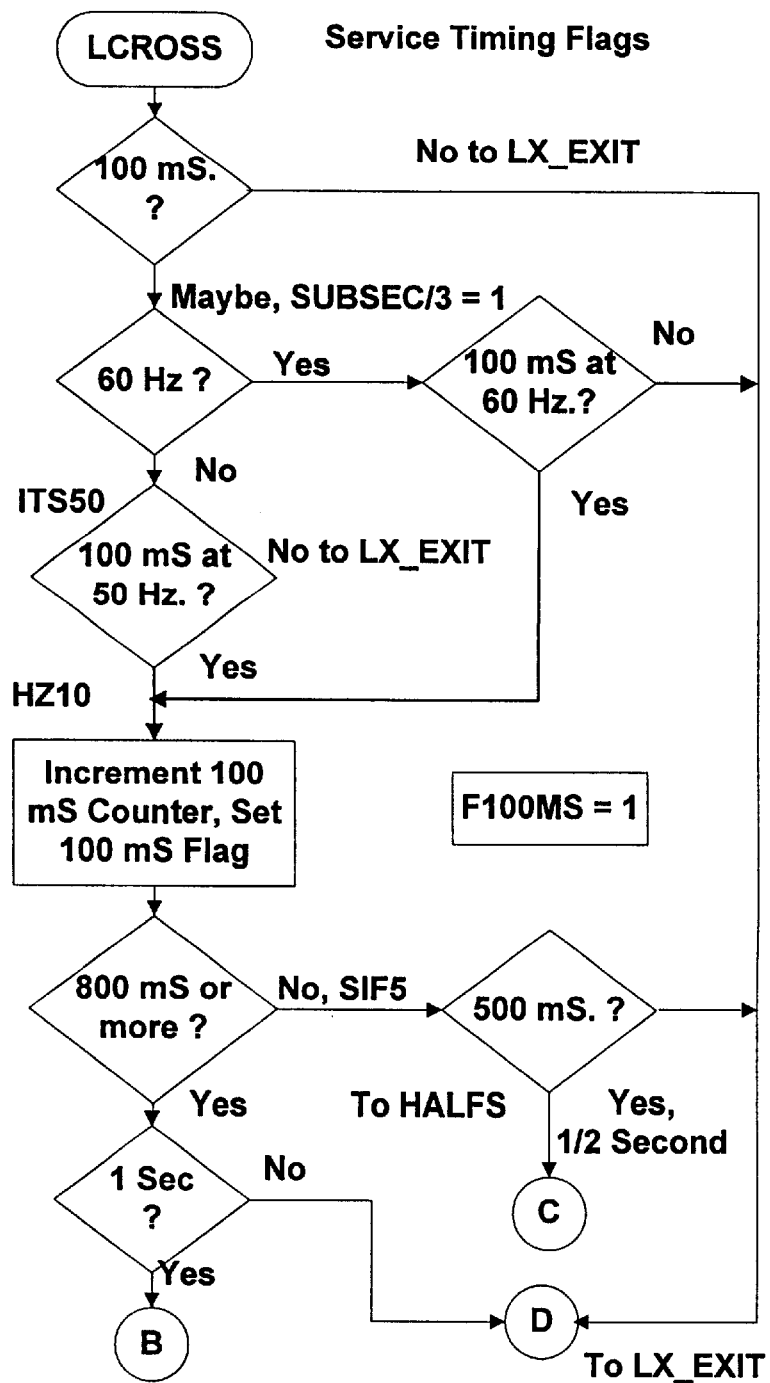 LCROSS
Service Timing Flags
100 mS.
?
No to LX_EXIT
Maybe, SUBSEC/3 = 1
60 Hz ?
Yes
100 mS at
60 Hz.?
No
No
Yes
ITS50
100 mS at
50 Hz. ?
No to LX_EXIT
Yes
HZ10
Increment 100
mS Counter, Set
100 mS Flag
F100MS = 1
800 mS or
more ?
No, SIF5
500 mS. ?
Yes
To HALFS
Yes,
1/2 Second
1 Sec
?
No
C
Yes
B
D
To LX_EXIT